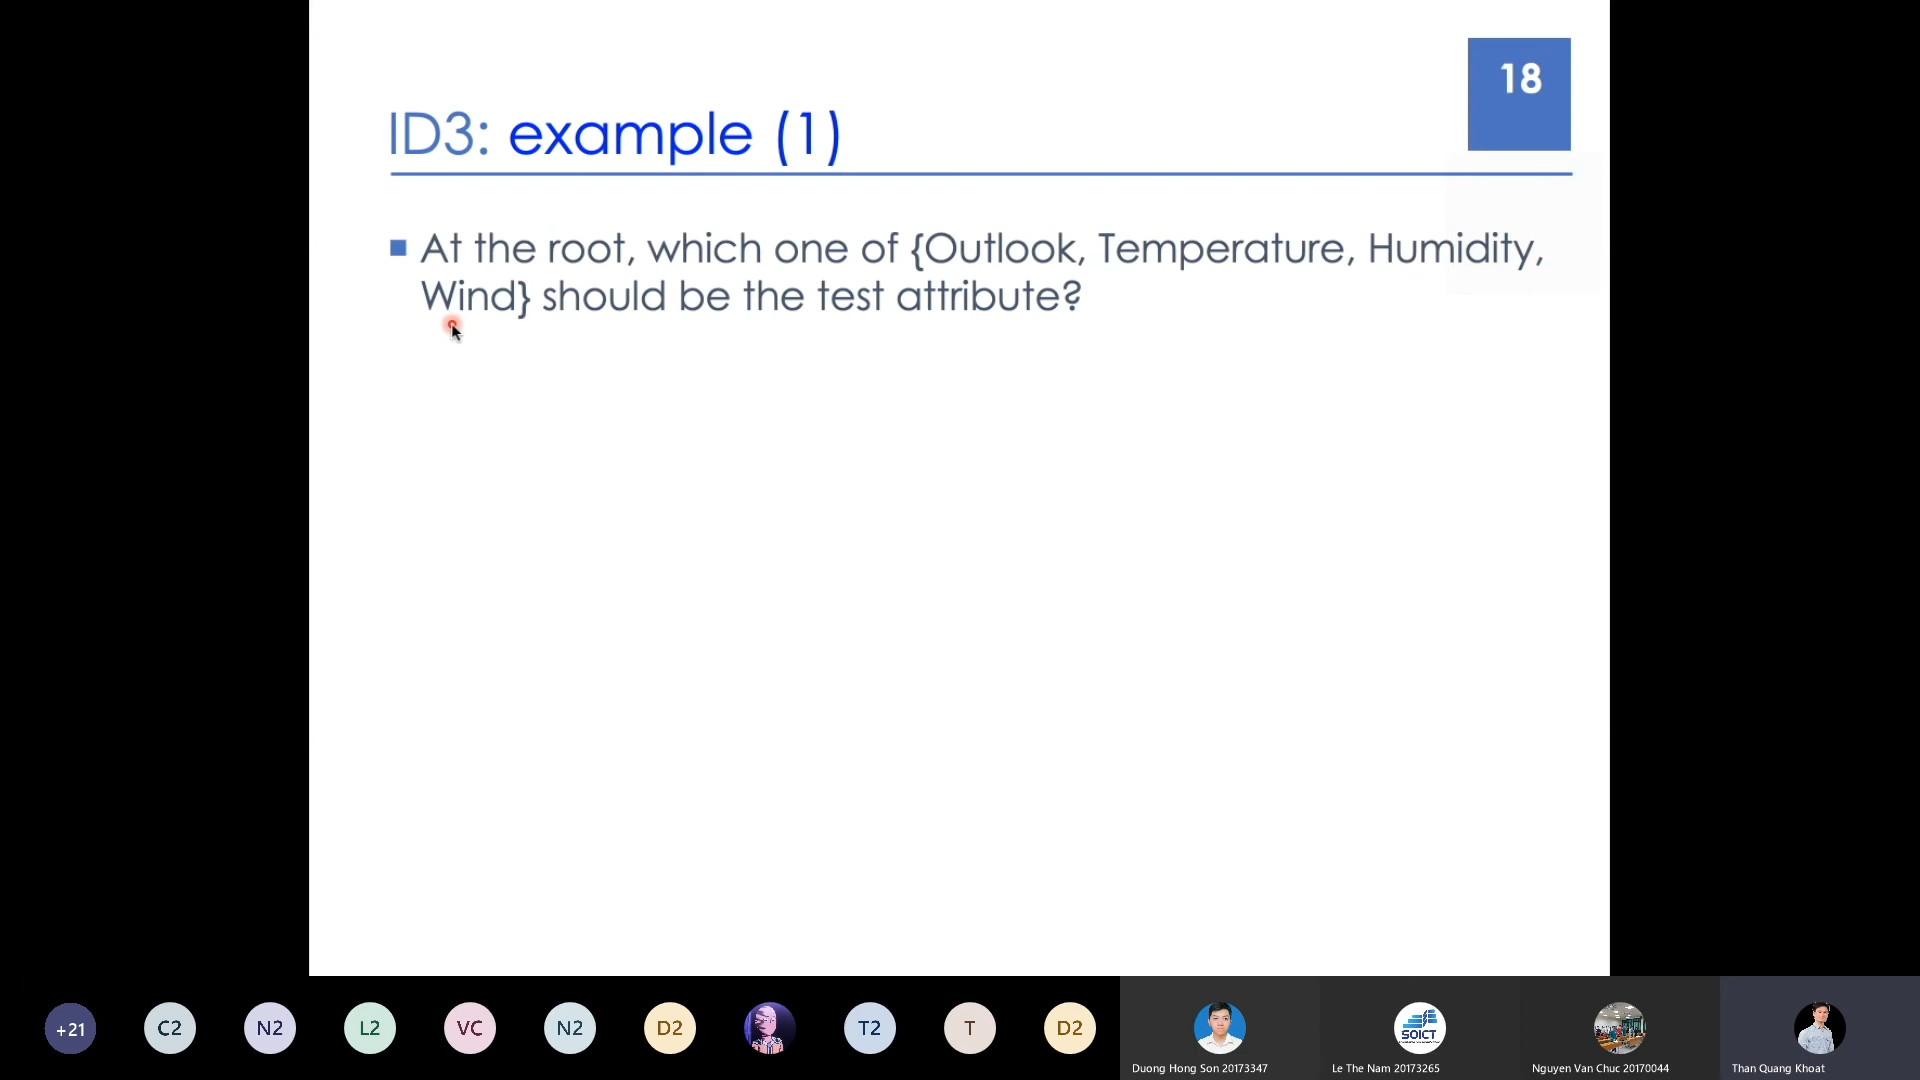 18
ID3: example (1)
At the root, which one of {Outlook, Temperature, Humidity,
Wind} should be the test attribute?
+21
C2
N2
L2
VC
N2
D2
T2
T
D2
SOICT
Duong Hong Son 20173347
Le The Nam 20173265
Nguyen Van Chuc 20170044
Than Quang Khoat